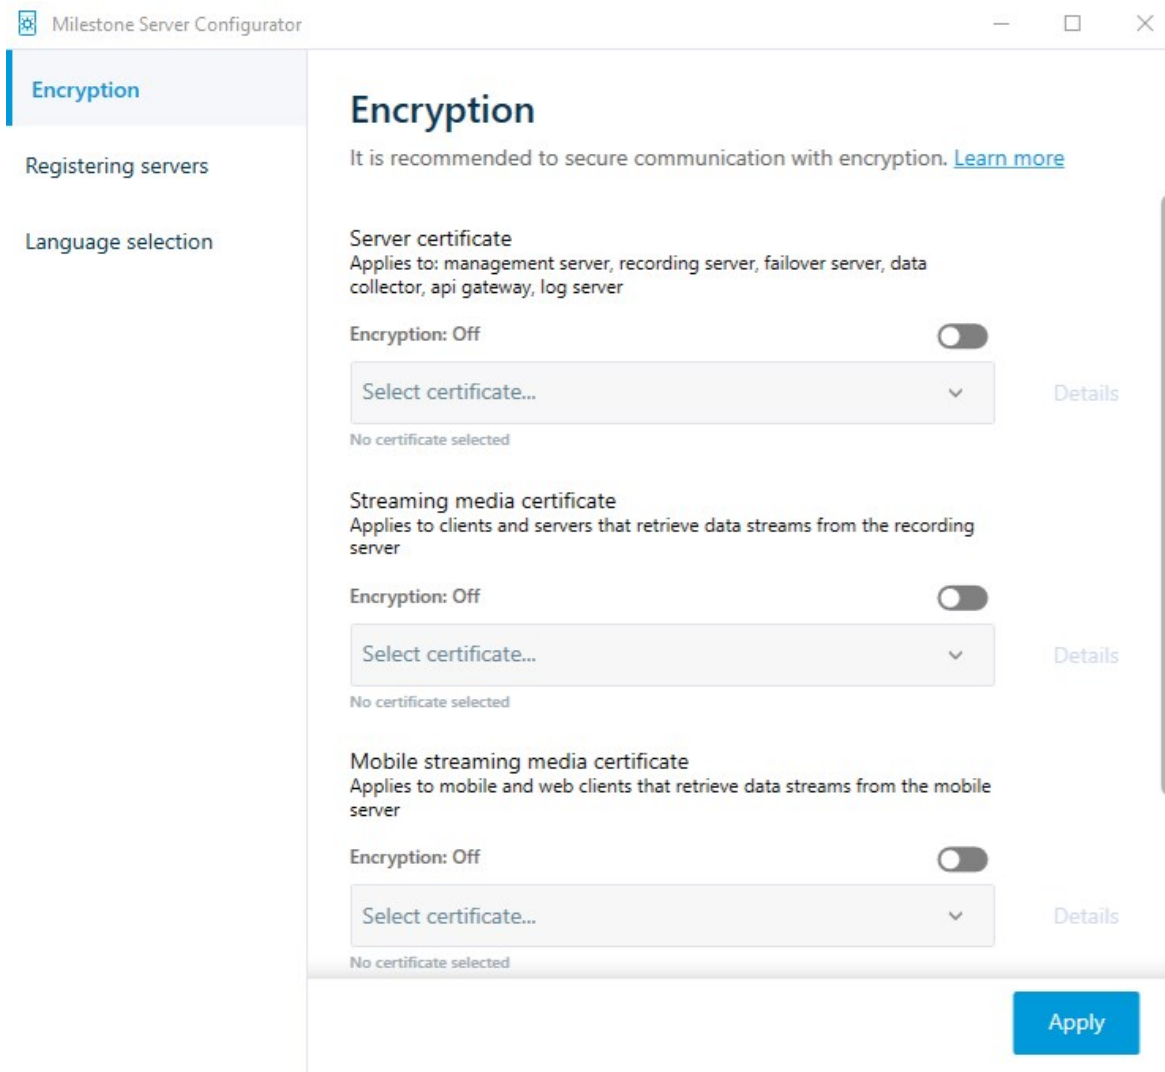 Milestone Server Configurator
Encryption
Registering servers
Language selection
Encryption
It is recommended to secure communication with encryption. Learn more
Server certificate
Applies to: management server, recording server, failover server, data
collector, api gateway, log server
Encryption: Off
Select certificate...
Details
No certificate selected
Streaming media certificate
Applies to clients and servers that retrieve data streams from the recording
server
Encryption: Off
Select certificate...
Details
No certificate selected
Mobile streaming media certificate
Applies to mobile and web clients that retrieve data streams from the mobile
server
Encryption: Off
Select certificate...
Details
No certificate selected
Apply